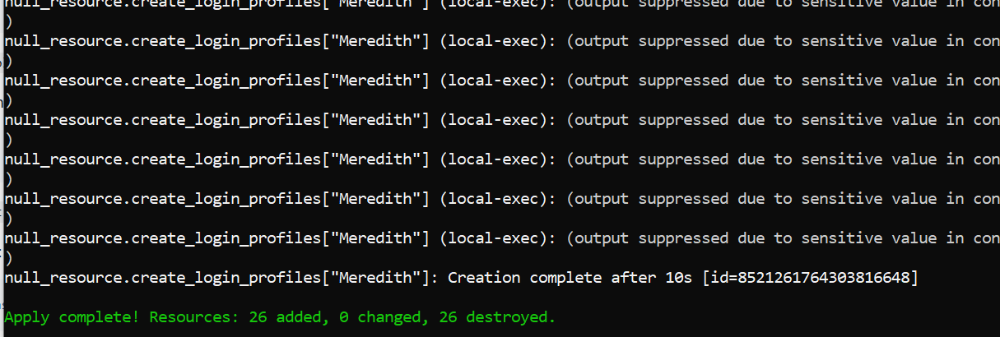 null_resource.create_login_profiles["Meredith"] (local-exec): (output suppressed due to sensitive value in con
)
null_resource.create_login_profiles["Meredith"] (local-exec): (output suppressed due to sensitive value in con
)
null_resource.create_login_profiles["Meredith"] (local-exec): (output suppressed due to sensitive value in con
)
null_resource.create_login_profiles["Meredith"] (local-exec): (output suppressed due to sensitive value in con
)
null_resource.create_login_profiles["Meredith"] (local-exec): (output suppressed due to sensitive value in con
)
null_resource.create_login_profiles["Meredith"] (local-exec): (output suppressed due to sensitive value in con
)
null_resource.create_login_profiles["Meredith"] (local-exec): (output suppressed due to sensitive value in con
)
null_resource.create_login_profiles["Meredith"]: Creation complete after 10s [id=8521261764303816648]
Apply complete! Resources: 26 added, 0 changed, 26 destroyed.